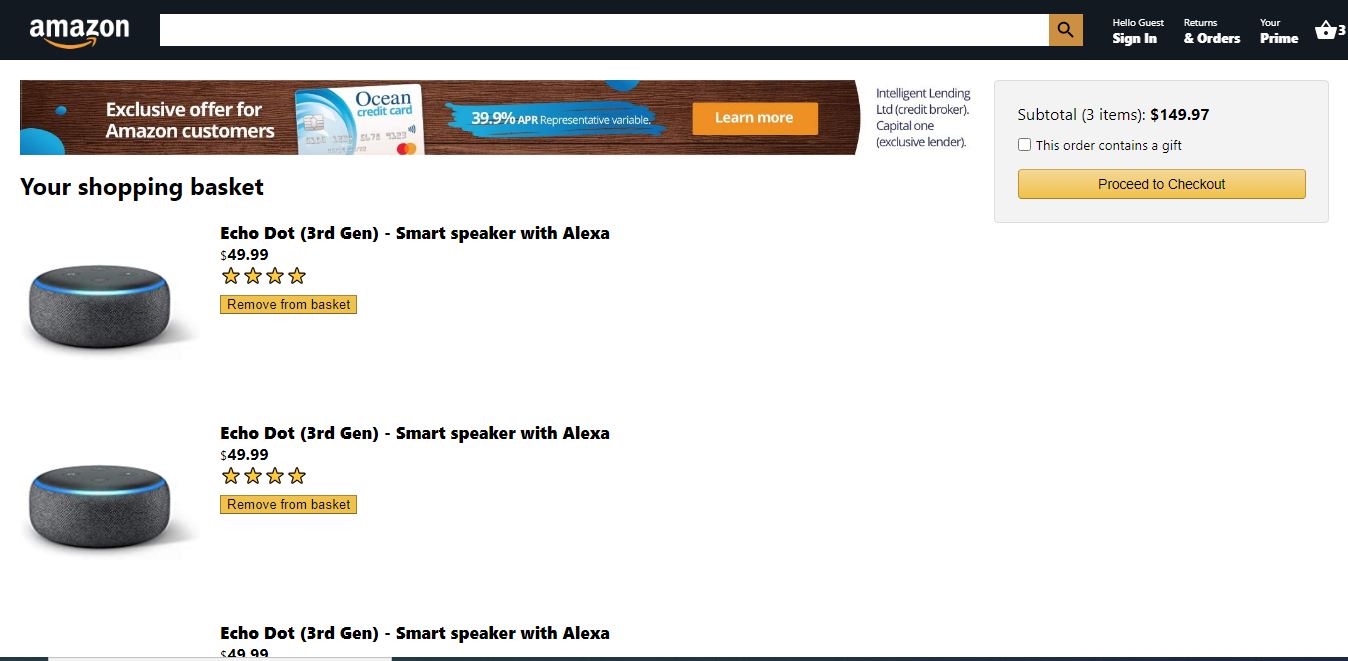 amazon
Hello Guest
Sign In
Returns
& Orders
Your
Prime
3
Exclusive offer for
Amazon customers
Ocean
credit card
39.9% APR Representative variable.
Learn more
Intelligent Lending
Ltd (credit broker).
Capital one
(exclusive lender).
Subtotal (3 items): $149.97
This order contains a gift
Proceed to Checkout
Your shopping basket
Echo Dot (3rd Gen) - Smart speaker with Alexa
$49.99
Remove from basket
Echo Dot (3rd Gen) - Smart speaker with Alexa
$49.99
Remove from basket
Echo Dot (3rd Gen) - Smart speaker with Alexa
$49.99